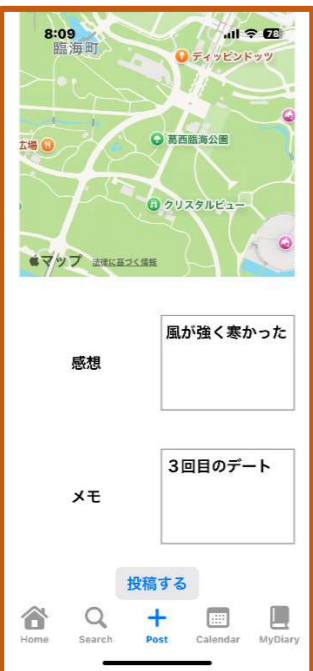 8:09
78
臨海町
ディッピンドッツ
葛西臨海公園
広場
クリスタルビュー
マップ
法律に基づく情報
風が強く寒かった
感想
3回目のデート
メモ
投稿する
Home Search Post Calendar MyDiary